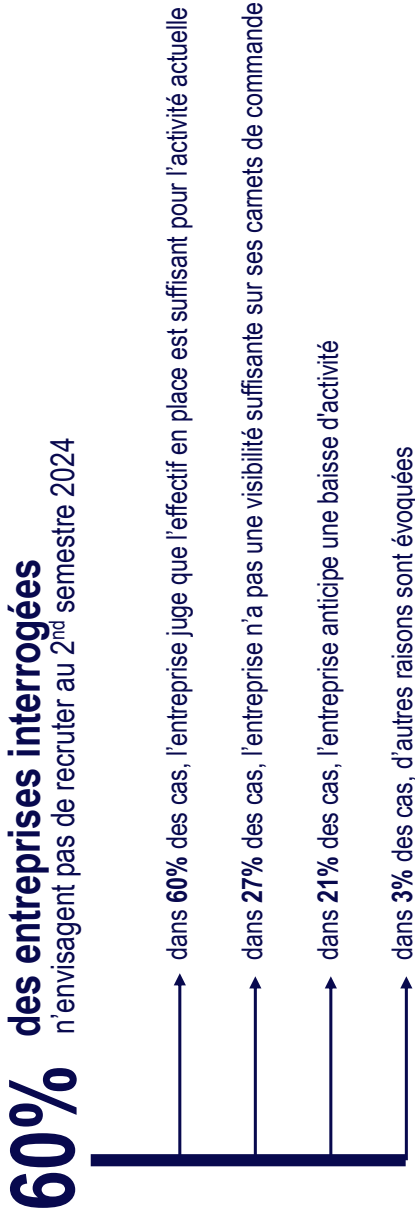 60% des entreprises interrogées
n’envisagent pas de recruter au 2nd semestre 2024
dans 60% des cas, l’entreprise juge que l’effectif en place est suffisant pour l’activité actuelle
dans 27% des cas, l’entreprise n’a pas une visibilité suffisante sur ses carnets de commande
dans 21% des cas, l’entreprise anticipe une baisse d'activité
dans 3% des cas, d’autres raisons sont évoquées